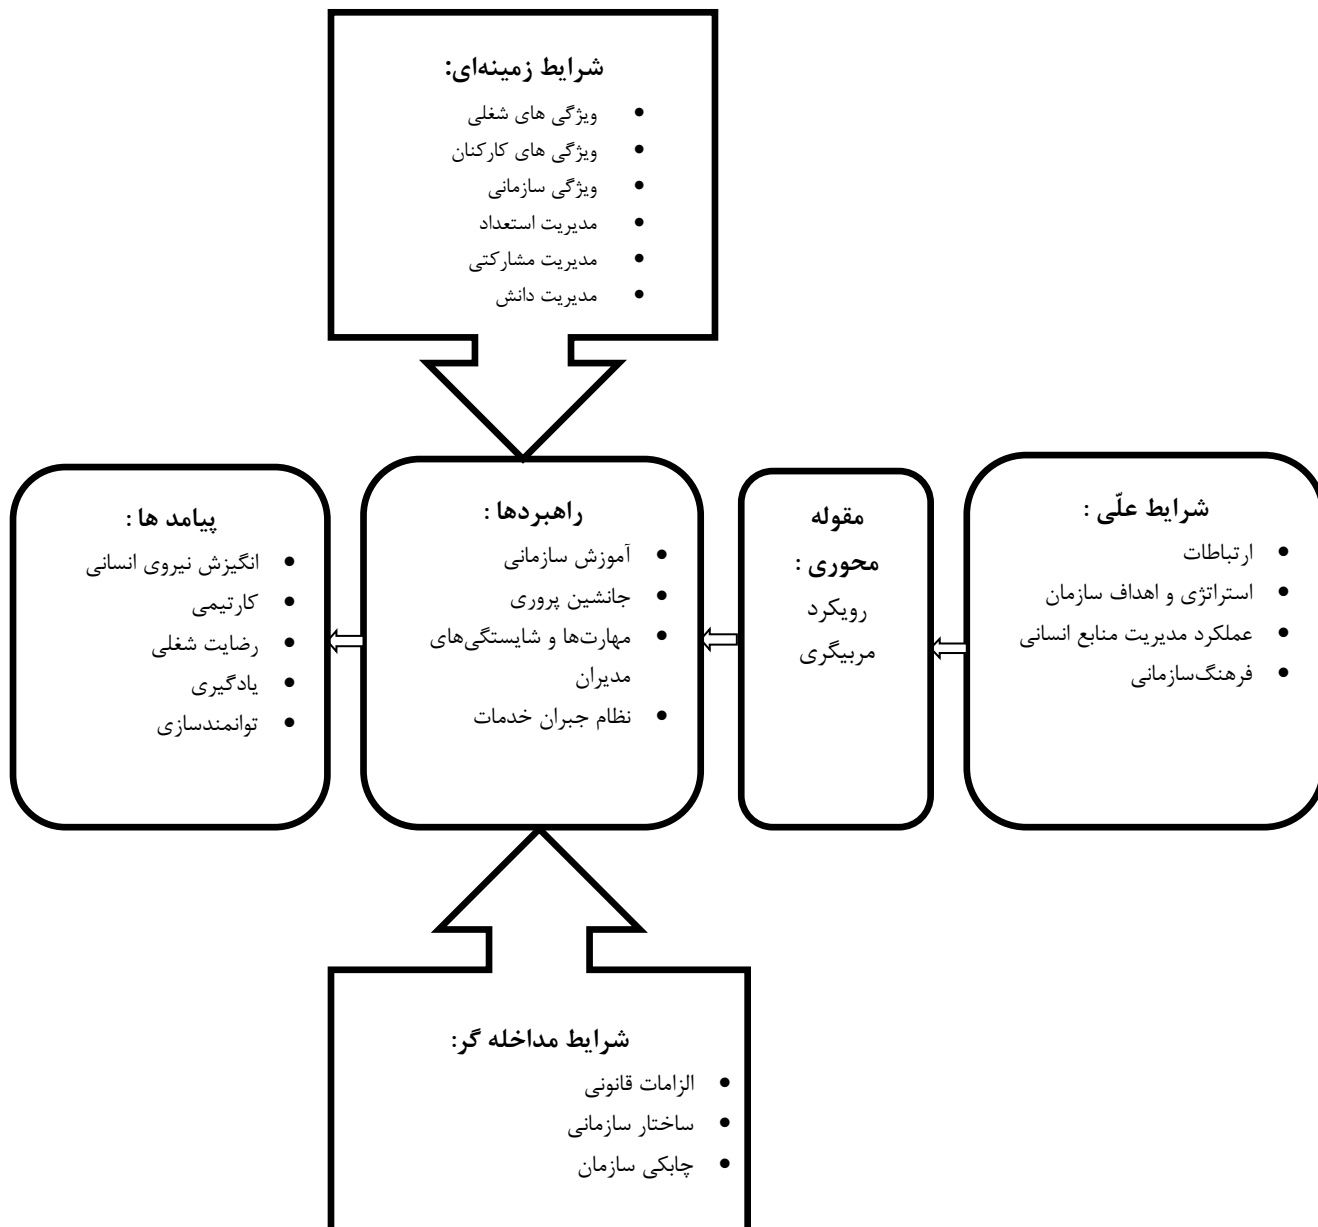 شرایط زمینه‌ای:
• ویژگی های شغلی
• ویژگی های کارکنان
• ویژگی سازمانی
• مدیریت استعداد
• مدیریت مشارکتی
• مدیریت دانش
شرایط علّی :
• ارتباطات
• استراتژی و اهداف سازمان
• عملکرد مدیریت منابع انسانی
• فرهنگ‌سازمانی
مقوله
محوری :
رویکرد
مربیگری
راهبردها :
• آموزش سازمانی
• جانشین پروری
• مهارت‌ها و شایستگی‌های
مدیران
• نظام جبران خدمات
پیامد ها :
• انگیزش نیروی انسانی
• کارتیمی
• رضایت شغلی
• یادگیری
• توانمندسازی
شرایط مداخله گر:
• الزامات قانونی
• ساختار سازمانی
• چابکی سازمان